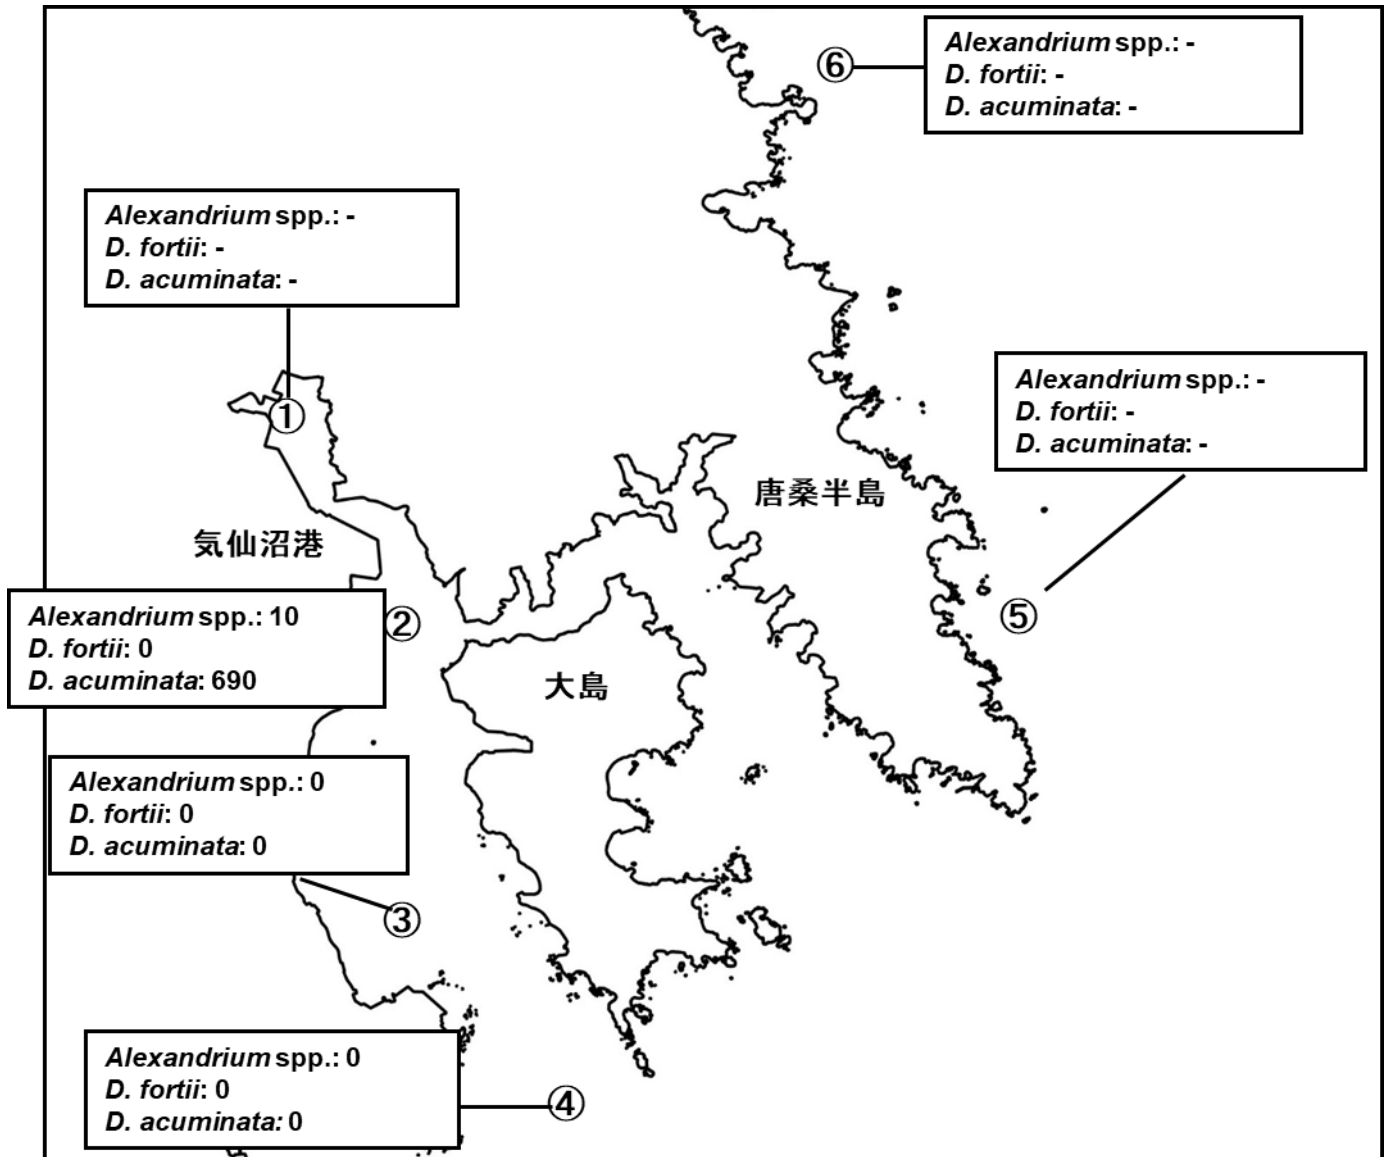 ⑥
Alexandrium spp.: -
D. fortii: -
D. acuminata: -
Alexandrium spp.: -
D. fortii: -
D. acuminata: -
①
Alexandrium spp.: -
D. fortii: -
D. acuminata: -
⑤
唐桑半島
気仙沼港
Alexandrium spp.: 10
D. fortii: 0
D. acuminata: 690
②
大島
Alexandrium spp.: 0
D. fortii: 0
D. acuminata: 0
③
Alexandrium spp.: 0
D. fortii: 0
D. acuminata: 0
④